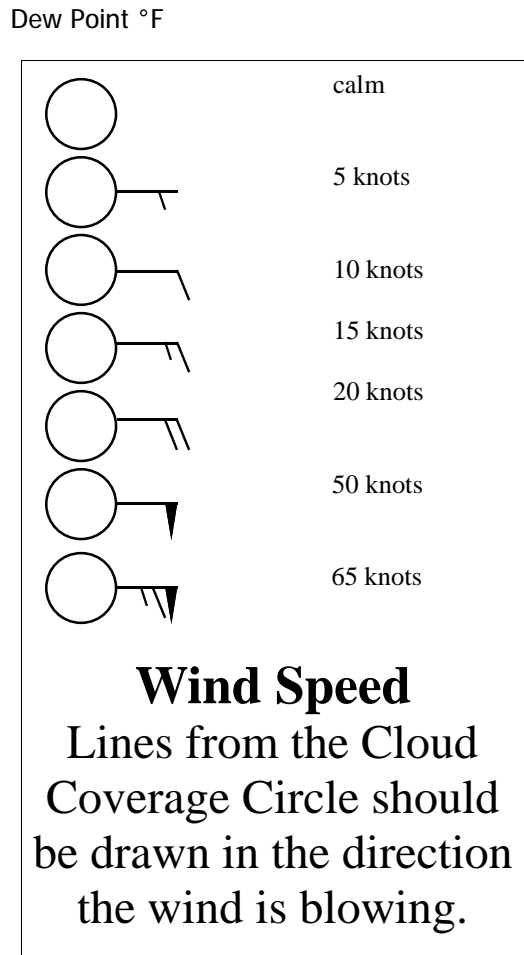 Dew Point °F
calm
5 knots
10 knots
15 knots
20 knots
50 knots
65 knots
Wind Speed
Lines from the Cloud
Coverage Circle should
be drawn in the direction
the wind is blowing.